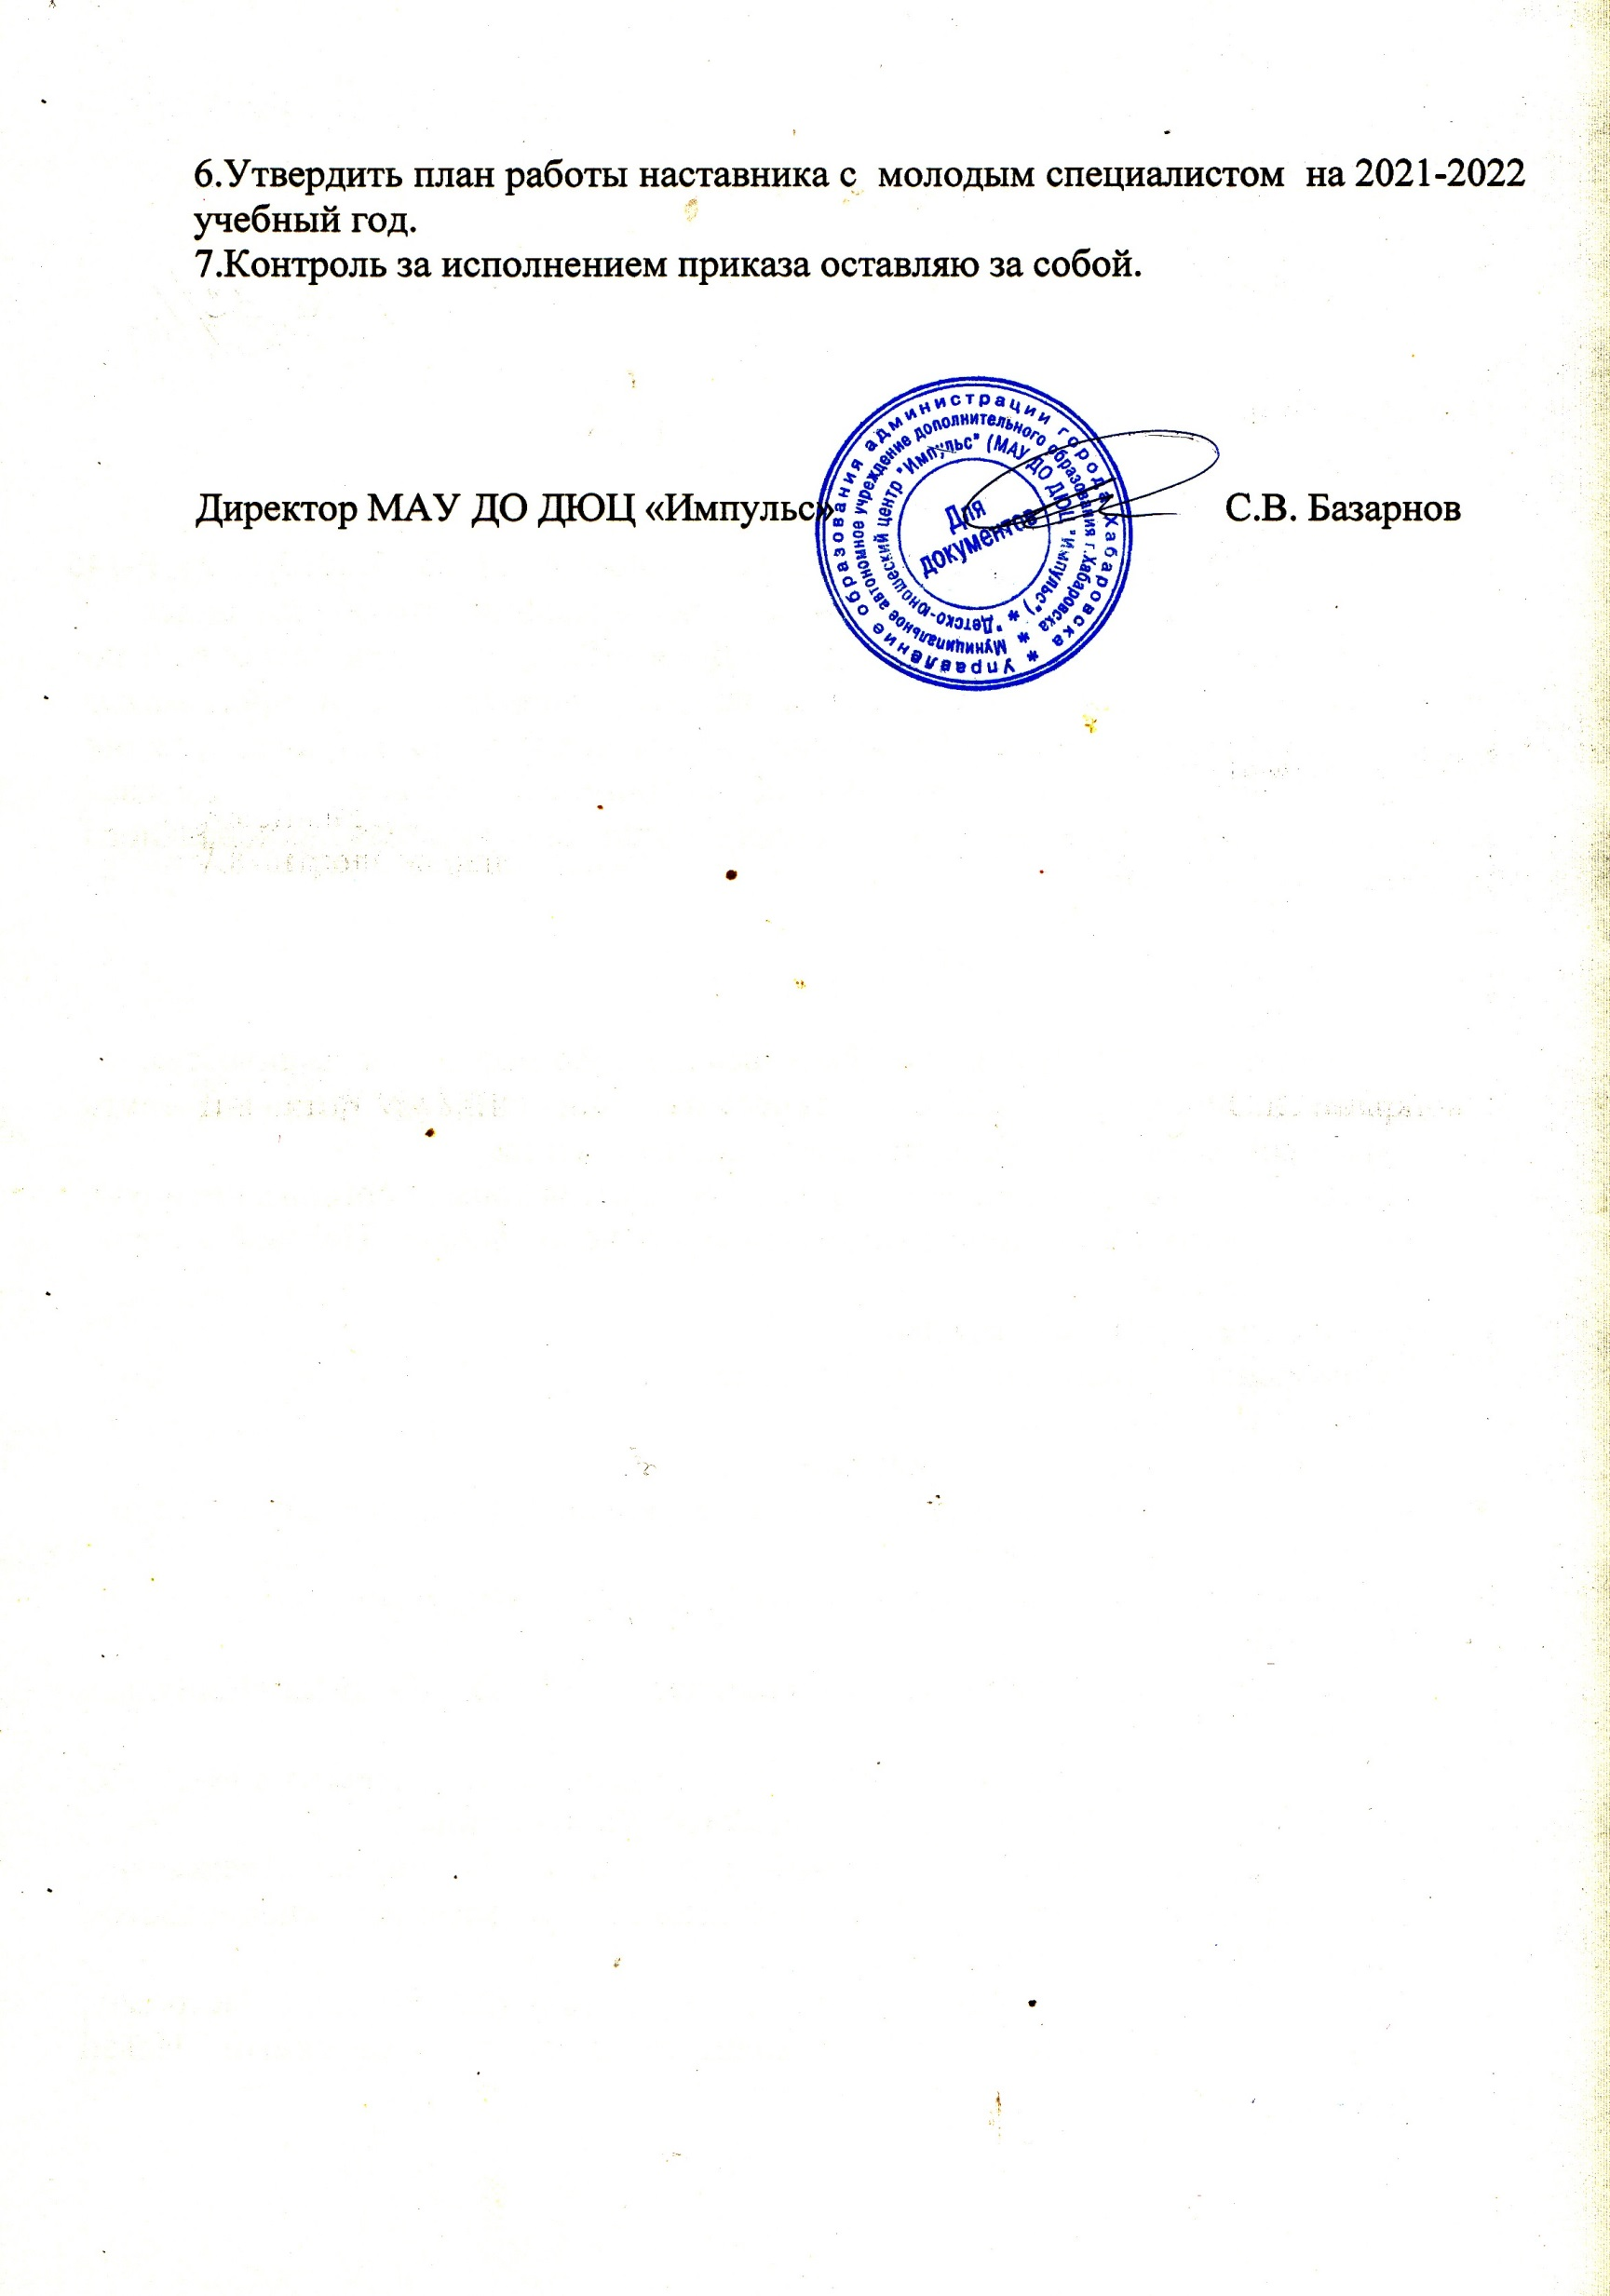 6.Утвердить план работы наставника с  молодым специалистом  на 2021-2022
учебный год.
7.Контроль за исполнением приказа оставляю за собой.
Директор МАУ ДО ДЮЦ «Импульс»
С.В. Базарнов
* Управление образования администрации города Хабаровска
* Муниципальное автономное учреждение дополнительного образования г.Хабаровска
* "Детско-юношеский центр "Импульс" (МАУ ДО ДЮЦ "Импульс")
Для
документов